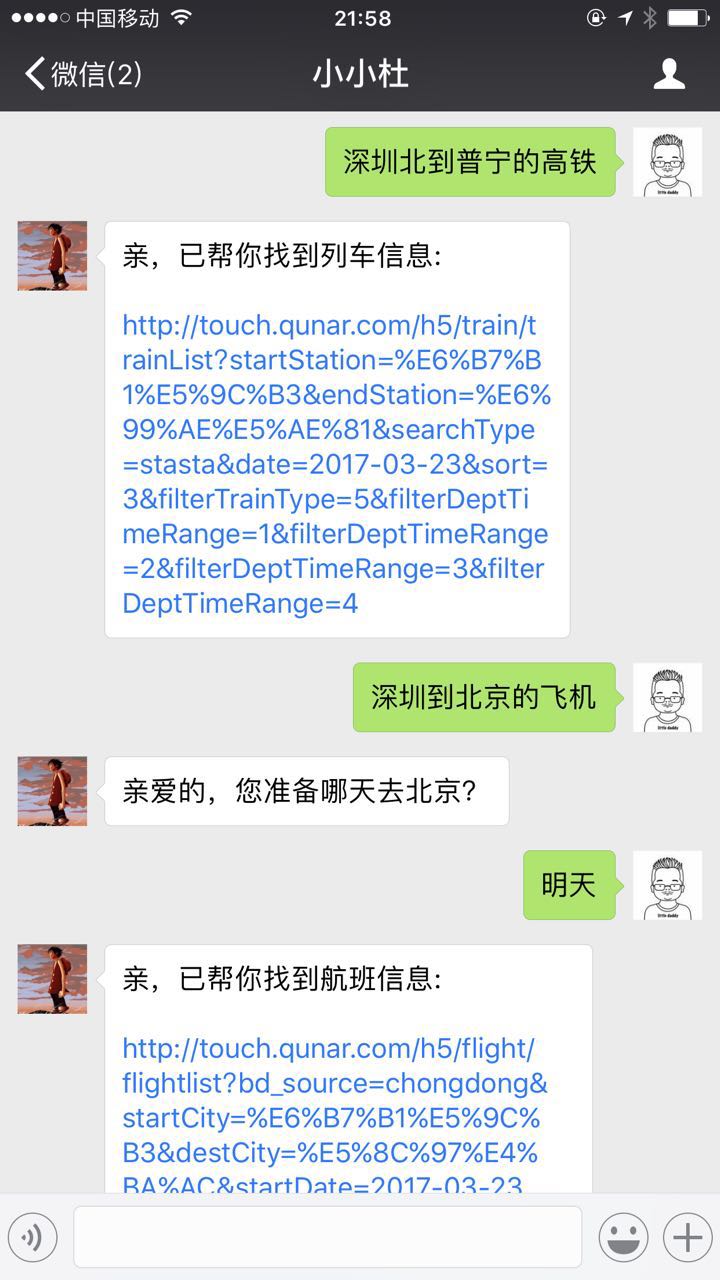 中国移动 21:58
微信(2) 小小杜
深圳北到普宁的高铁
little daddy
亲，已帮你找到列车信息:
http://touch.qunar.com/h5/train/t
rainList?startStation=%E6%B7%B
1%E5%9C%B3&endStation=%E6%
99%AE%E5%AE%81&searchType
=stasta&date=2017-03-23&sort=
3&filterTrainType=5&filterDeptTi
meRange=1&filterDeptTimeRange
=2&filterDeptTimeRange=3&filter
DeptTimeRange=4
深圳到北京的飞机
little daddy
亲爱的，您准备哪天去北京?
明天
little daddy
亲，已帮你找到航班信息:
http://touch.qunar.com/h5/flight/
flightlist?bd_source=chongdong&
startCity=%E6%B7%B1%E5%9C%
B3&destCity=%E5%8C%97%E4%
BA%AC&startDate=2017-03-23